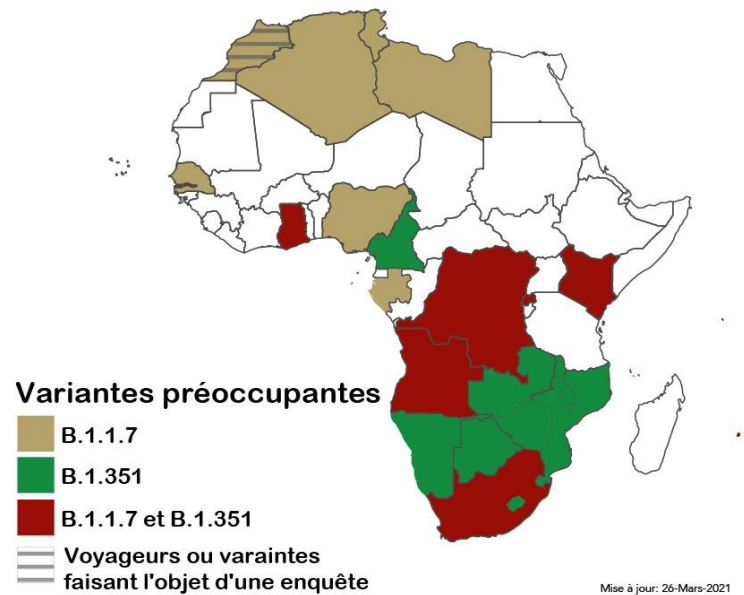 Variantes préoccupantes
B.1.1.7
B.1.351
B.1.1.7 et B.1.351
Voyageurs ou varaintes
faisant l'objet d'une enquête
Mise à jour: 26-Mars-2021